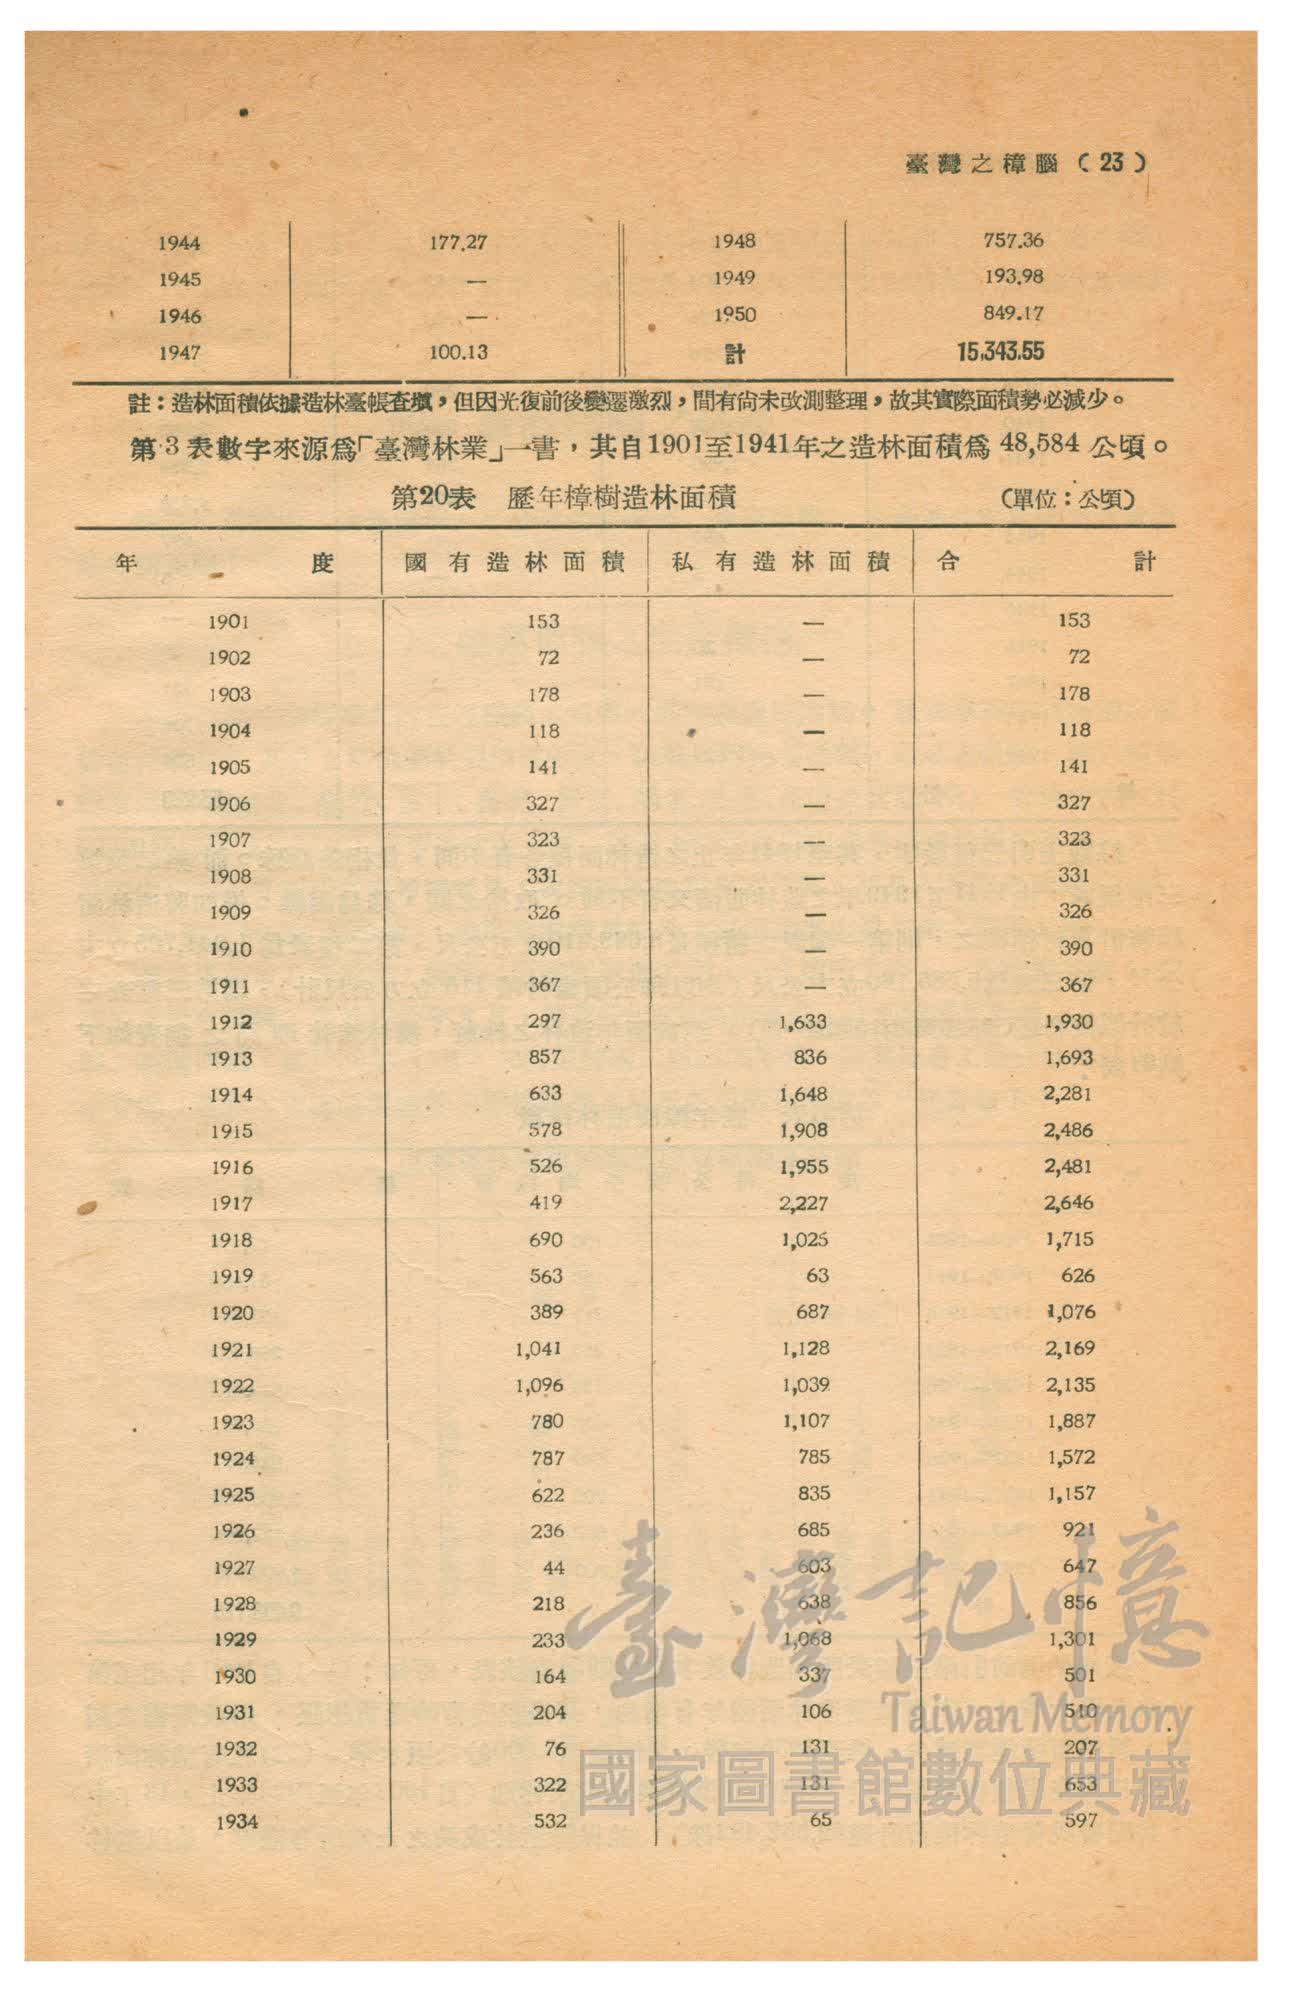 臺灣之樟腦（23）
1944 177.27 1948 757.36
1945 — 1949 193.98
1946 — 1950 849.17
1947 100.13 計 15,343.55
註：造林面積依據造林臺帳查塡，但因光復前後變遷激烈，間有尙未改測整理，故其實際面積勢必減少。
第3表數字來源爲「臺灣林業」一書，其自1901至1941年之造林面積爲48,584公頃。
第20表 歷年樟樹造林面積 （單位：公頃）
年度 國有造林面積 私有造林面積 合計
1901 153 — 153
1902 72 — 72
1903 178 — 178
1904 118 — 118
1905 141 — 141
1906 327 — 327
1907 323 — 323
1908 331 — 331
1909 326 — 326
1910 390 — 390
1911 367 — 367
1912 297 1,633 1,930
1913 857 836 1,693
1914 633 1,648 2,281
1915 578 1,908 2,486
1916 526 1,955 2,481
1917 419 2,227 2,646
1918 690 1,025 1,715
1919 563 63 626
1920 389 687 1,076
1921 1,041 1,128 2,169
1922 1,096 1,039 2,135
1923 780 1,107 1,887
1924 787 785 1,572
1925 622 835 1,157
1926 236 685 921
1927 44 603 647
1928 218 638 856
1929 233 1,068 1,301
1930 164 337 501
1931 204 106 510
1932 76 131 207
1933 322 131 653
1934 532 65 597
臺灣記憶
Taiwan Memory
國家圖書館數位典藏